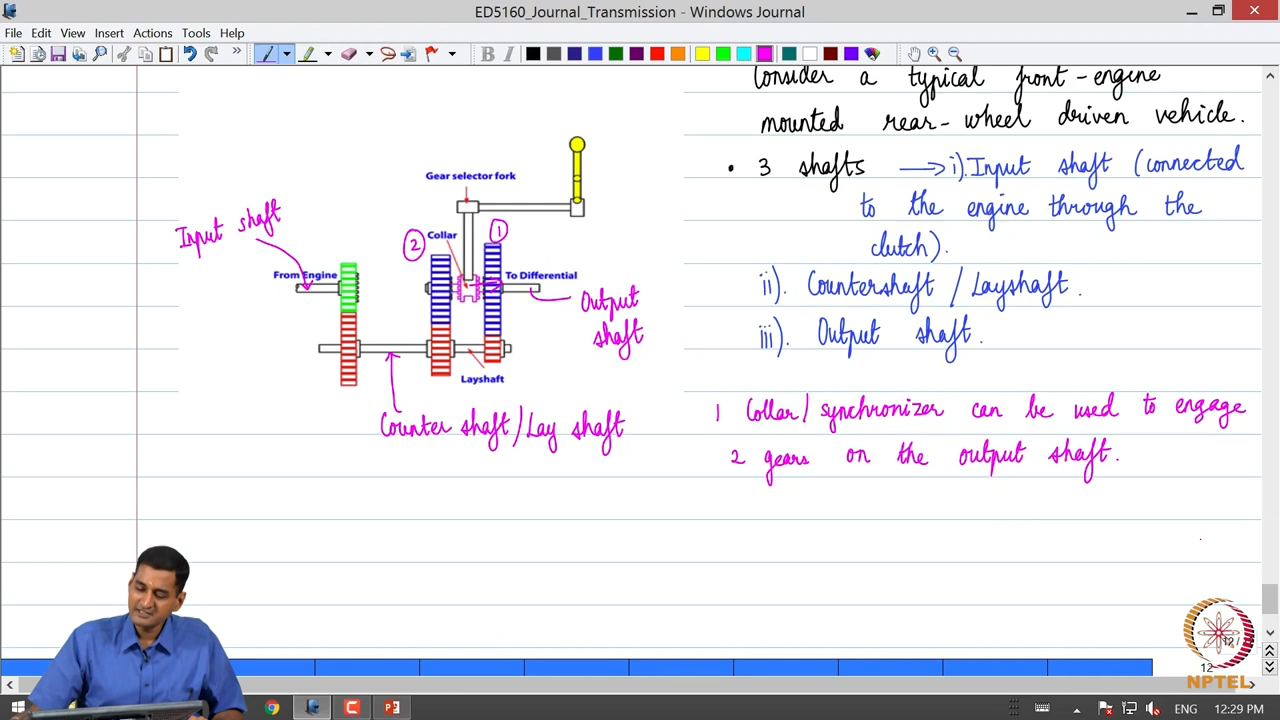 ED5160_Journal_Transmission - Windows Journal
File Edit View Insert Actions Tools Help
Consider a typical front-engine
mounted rear-wheel driven vehicle.
• 3 shafts → i). Input shaft (connected
to the engine through the
clutch).
ii). Countershaft / Layshaft.
iii). Output shaft.
1 Collar / synchronizer can be used to engage
2 gears on the output shaft.
Gear selector fork
Input shaft
2
Collar
1
From Engine
To Differential
Output
shaft
Layshaft
Counter shaft/Lay shaft
12
12
NPTEL
ENG
12:29 PM